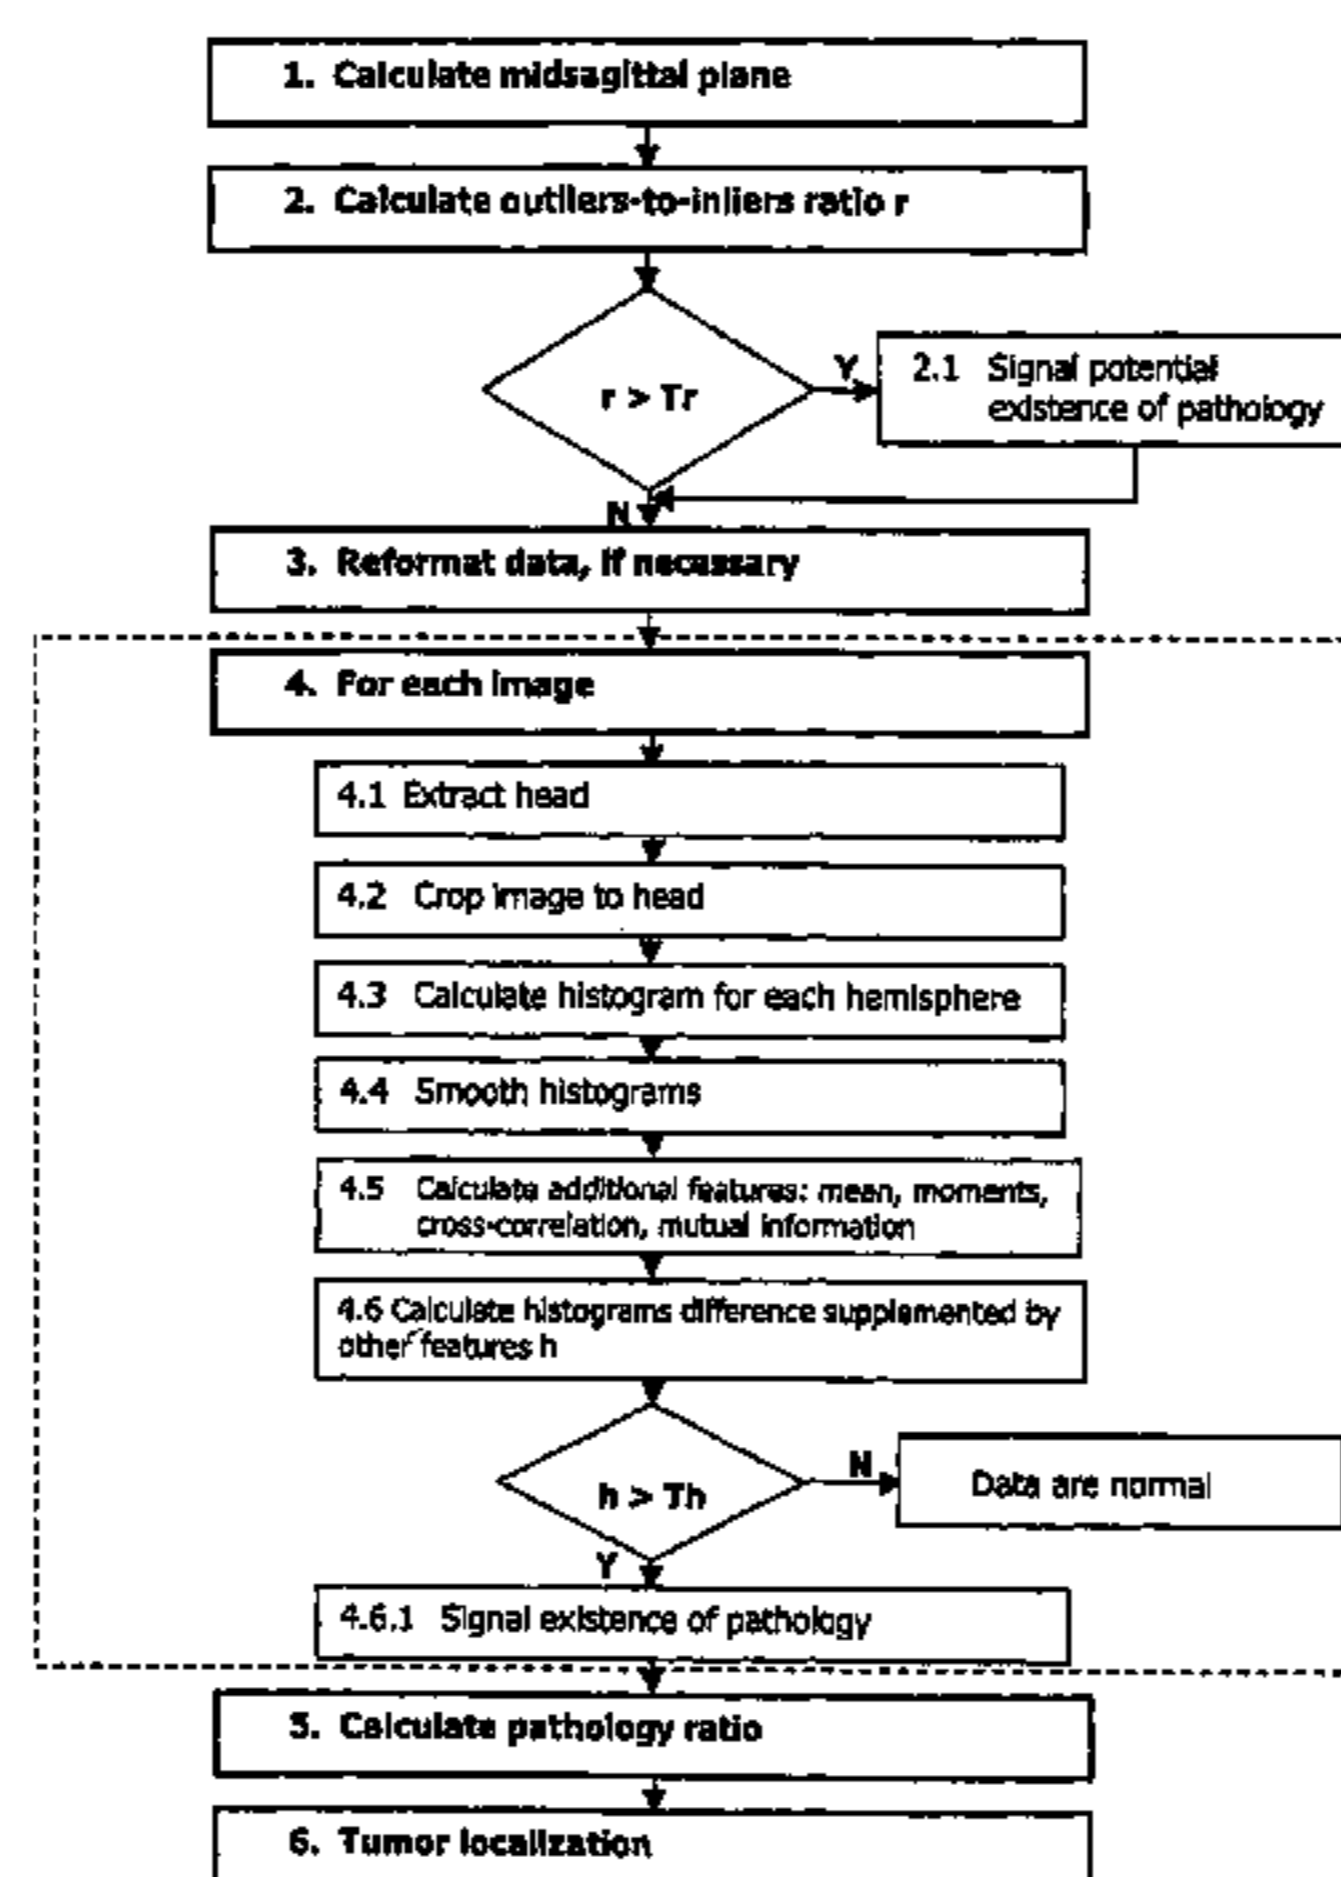 1. Calculate midsagittal plane
2. Calculate outliers-to-inliers ratio r
r > Tr
Y
2.1 Signal potential
existence of pathology
N
3. Reformat data, if necessary
4. For each image
4.1 Extract head
4.2 Crop image to head
4.3 Calculate histogram for each hemisphere
4.4 Smooth histograms
4.5 Calculate additional features: mean, moments,
cross-correlation, mutual information
4.6 Calculate histograms difference supplemented by
other features h
h > Th
N
Data are normal
Y
4.6.1 Signal existence of pathology
5. Calculate pathology ratio
6. Tumor localization